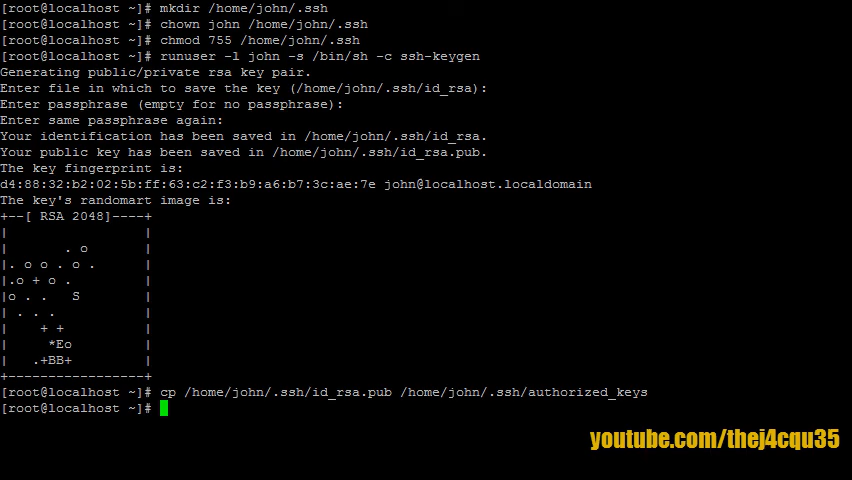 [root@localhost ~]# mkdir /home/john/.ssh
[root@localhost ~]# chown john /home/john/.ssh
[root@localhost ~]# chmod 755 /home/john/.ssh
[root@localhost ~]# runuser -l john -s /bin/sh -c ssh-keygen
Generating public/private rsa key pair.
Enter file in which to save the key (/home/john/.ssh/id_rsa):
Enter passphrase (empty for no passphrase):
Enter same passphrase again:
Your identification has been saved in /home/john/.ssh/id_rsa.
Your public key has been saved in /home/john/.ssh/id_rsa.pub.
The key fingerprint is:
d4:88:32:b2:02:5b:ff:63:c2:f3:b9:a6:b7:3c:ae:7e john@localhost.localdomain
The key's randomart image is:
+--[ RSA 2048]----+
|                 |
|       . o       |
|. o o . o .      |
|.o + o .         |
|o . .   S        |
| . . .           |
|    + +          |
|     *Eo         |
|   .+BB+         |
+-----------------+
[root@localhost ~]# cp /home/john/.ssh/id_rsa.pub /home/john/.ssh/authorized_keys
[root@localhost ~]#
youtube.com/thej4cqu35